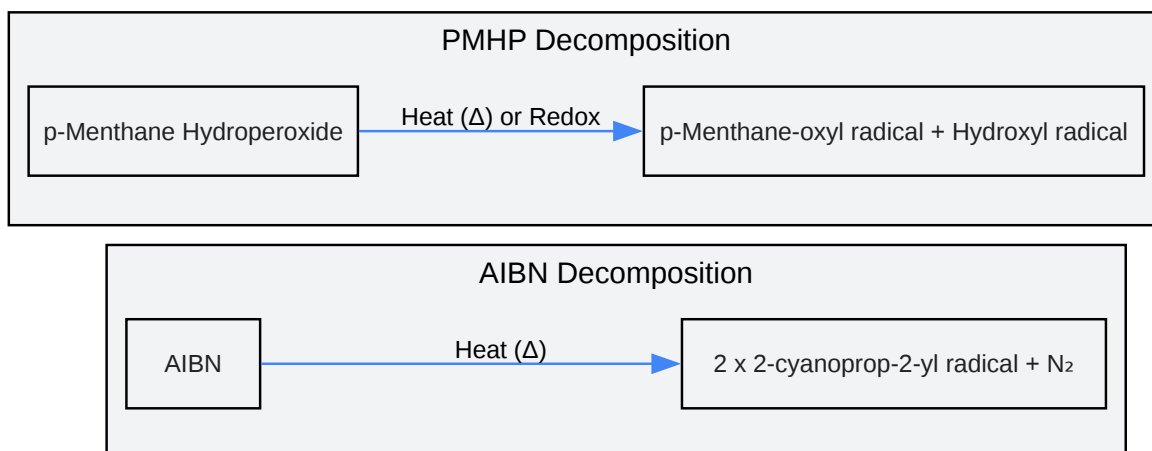 PMHP Decomposition
p-Menthane Hydroperoxide
Heat (Δ) or Redox
p-Menthane-oxyl radical + Hydroxyl radical
AIBN Decomposition
AIBN
Heat (Δ)
2 x 2-cyanoprop-2-yl radical + N₂